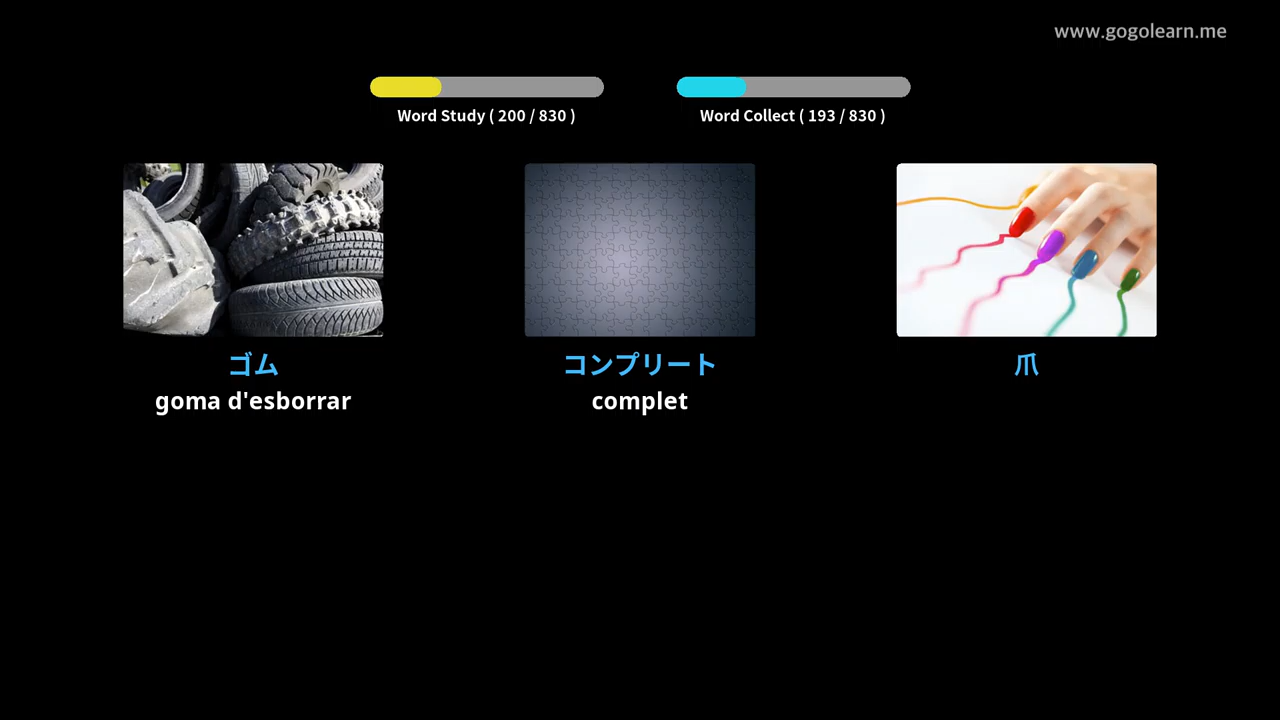 www.gogolearn.me
Word Study ( 200 / 830 )
Word Collect ( 193 / 830 )
ゴム
goma d'esborrar
コンプリート
complet
爪